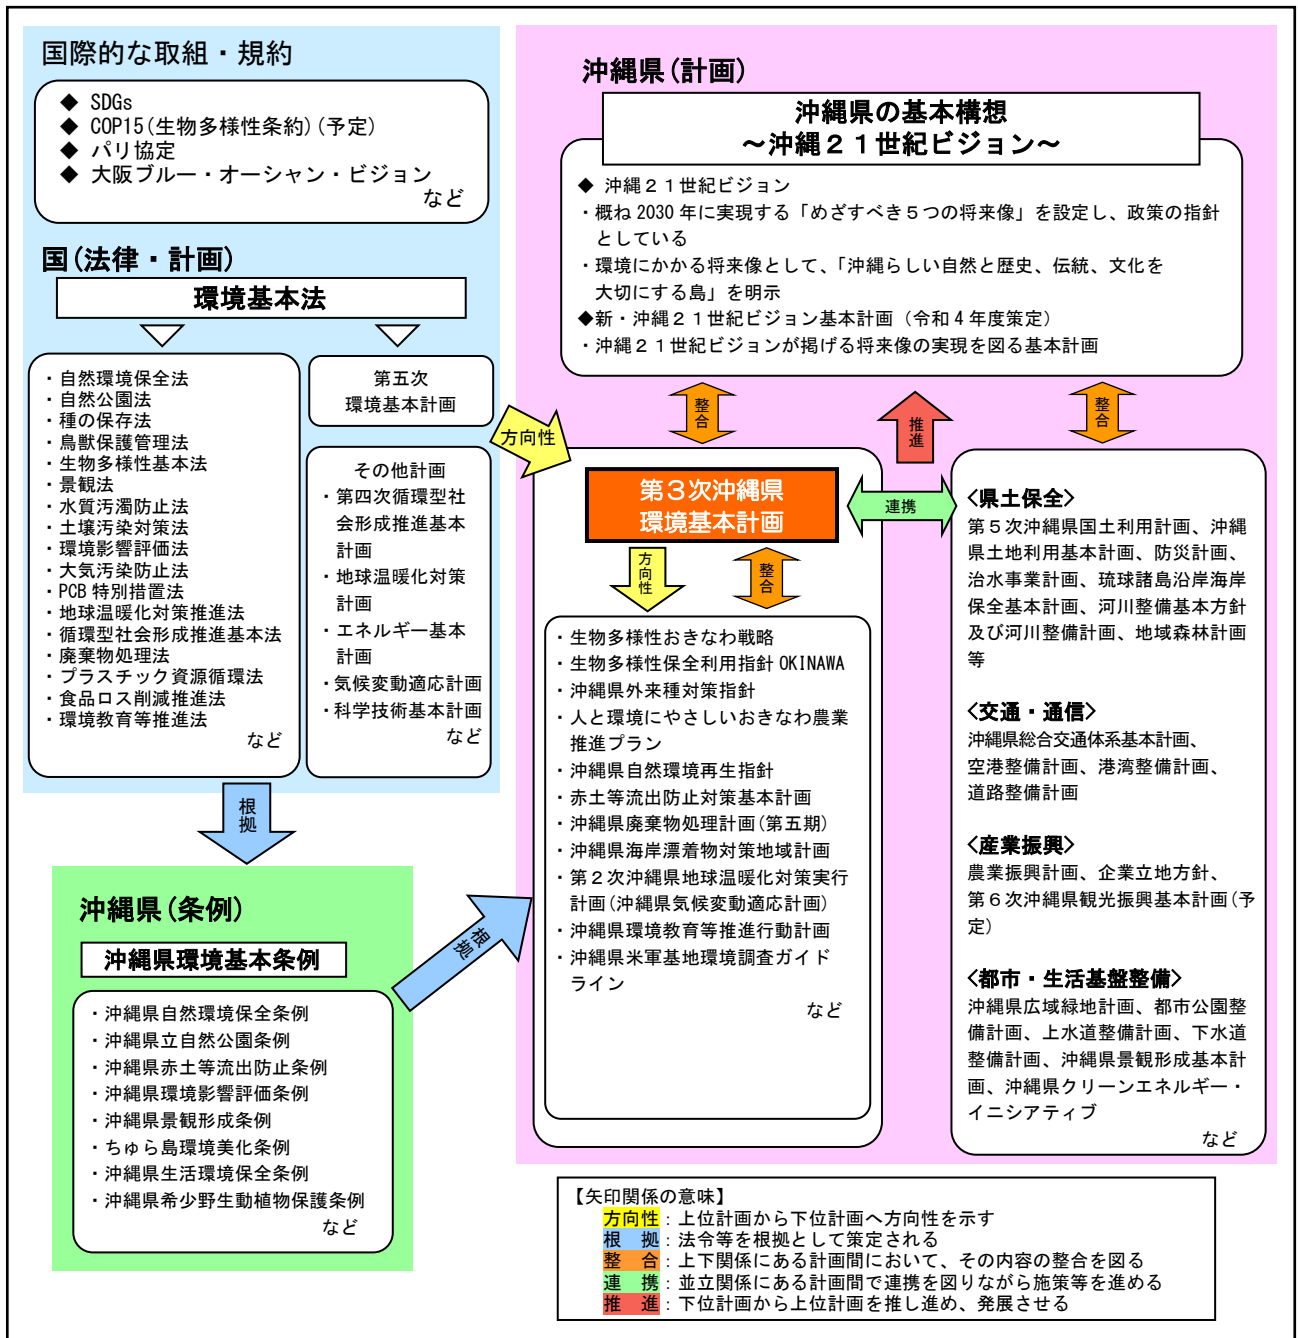 国際的な取組・規約
◆ SDGs
◆ COP15(生物多様性条約)(予定)
◆ パリ協定
◆ 大阪ブルー・オーシャン・ビジョン
など
国(法律・計画)
環境基本法
・自然環境保全法
・自然公園法
・種の保存法
・鳥獣保護管理法
・生物多様性基本法
・景観法
・水質汚濁防止法
・土壌汚染対策法
・環境影響評価法
・大気汚染防止法
・PCB特別措置法
・地球温暖化対策推進法
・循環型社会形成推進基本法
・廃棄物処理法
・プラスチック資源循環法
・食品ロス削減推進法
・環境教育等推進法
など
第五次
環境基本計画
その他計画
・第四次循環型社
会形成推進基本
計画
・地球温暖化対策
計画
・エネルギー基本
計画
・気候変動適応計画
・科学技術基本計画
など
方向性
根拠
沖縄県(条例)
沖縄県環境基本条例
・沖縄県自然環境保全条例
・沖縄県立自然公園条例
・沖縄県赤土等流出防止条例
・沖縄県環境影響評価条例
・沖縄県景観形成条例
・ちゅら島環境美化条例
・沖縄県生活環境保全条例
・沖縄県希少野生動植物保護条例
など
根拠
沖縄県(計画)
沖縄県の基本構想
～沖縄21世紀ビジョン～
◆ 沖縄21世紀ビジョン
・概ね2030年に実現する「めざすべき5つの将来像」を設定し、政策の指針
としている
・環境にかかる将来像として、「沖縄らしい自然と歴史、伝統、文化を
大切にする島」を明示
◆新・沖縄21世紀ビジョン基本計画（令和4年度策定）
・沖縄21世紀ビジョンが掲げる将来像の実現を図る基本計画
整合
推進
整合
第3次沖縄県
環境基本計画
連携
方向性
整合
・生物多様性おきなわ戦略
・生物多様性保全利用指針OKINAWA
・沖縄県外来種対策指針
・人と環境にやさしいおきなわ農業
推進プラン
・沖縄県自然環境再生指針
・赤土等流出防止対策基本計画
・沖縄県廃棄物処理計画(第五期)
・沖縄県海岸漂着物対策地域計画
・第2次沖縄県地球温暖化対策実行
計画(沖縄県気候変動適応計画)
・沖縄県環境教育等推進行動計画
・沖縄県米軍基地環境調査ガイド
ライン
など
<県土保全>
第5次沖縄県国土利用計画、沖縄
県土地利用基本計画、防災計画、
治水事業計画、琉球諸島沿岸海岸
保全基本計画、河川整備基本方針
及び河川整備計画、地域森林計画
等
<交通・通信>
沖縄県総合交通体系基本計画、
空港整備計画、港湾整備計画、
道路整備計画
<産業振興>
農業振興計画、企業立地方針、
第6次沖縄県観光振興基本計画(予
定)
<都市・生活基盤整備>
沖縄県広域緑地計画、都市公園整
備計画、上水道整備計画、下水道
整備計画、沖縄県景観形成基本計
画、沖縄県クリーンエネルギー・
イニシアティブ
など
【矢印関係の意味】
方向性：上位計画から下位計画へ方向性を示す
根　拠：法令等を根拠として策定される
整　合：上下関係にある計画間において、その内容の整合を図る
連　携：並立関係にある計画間で連携を図りながら施策等を進める
推　進：下位計画から上位計画を推し進め、発展させる